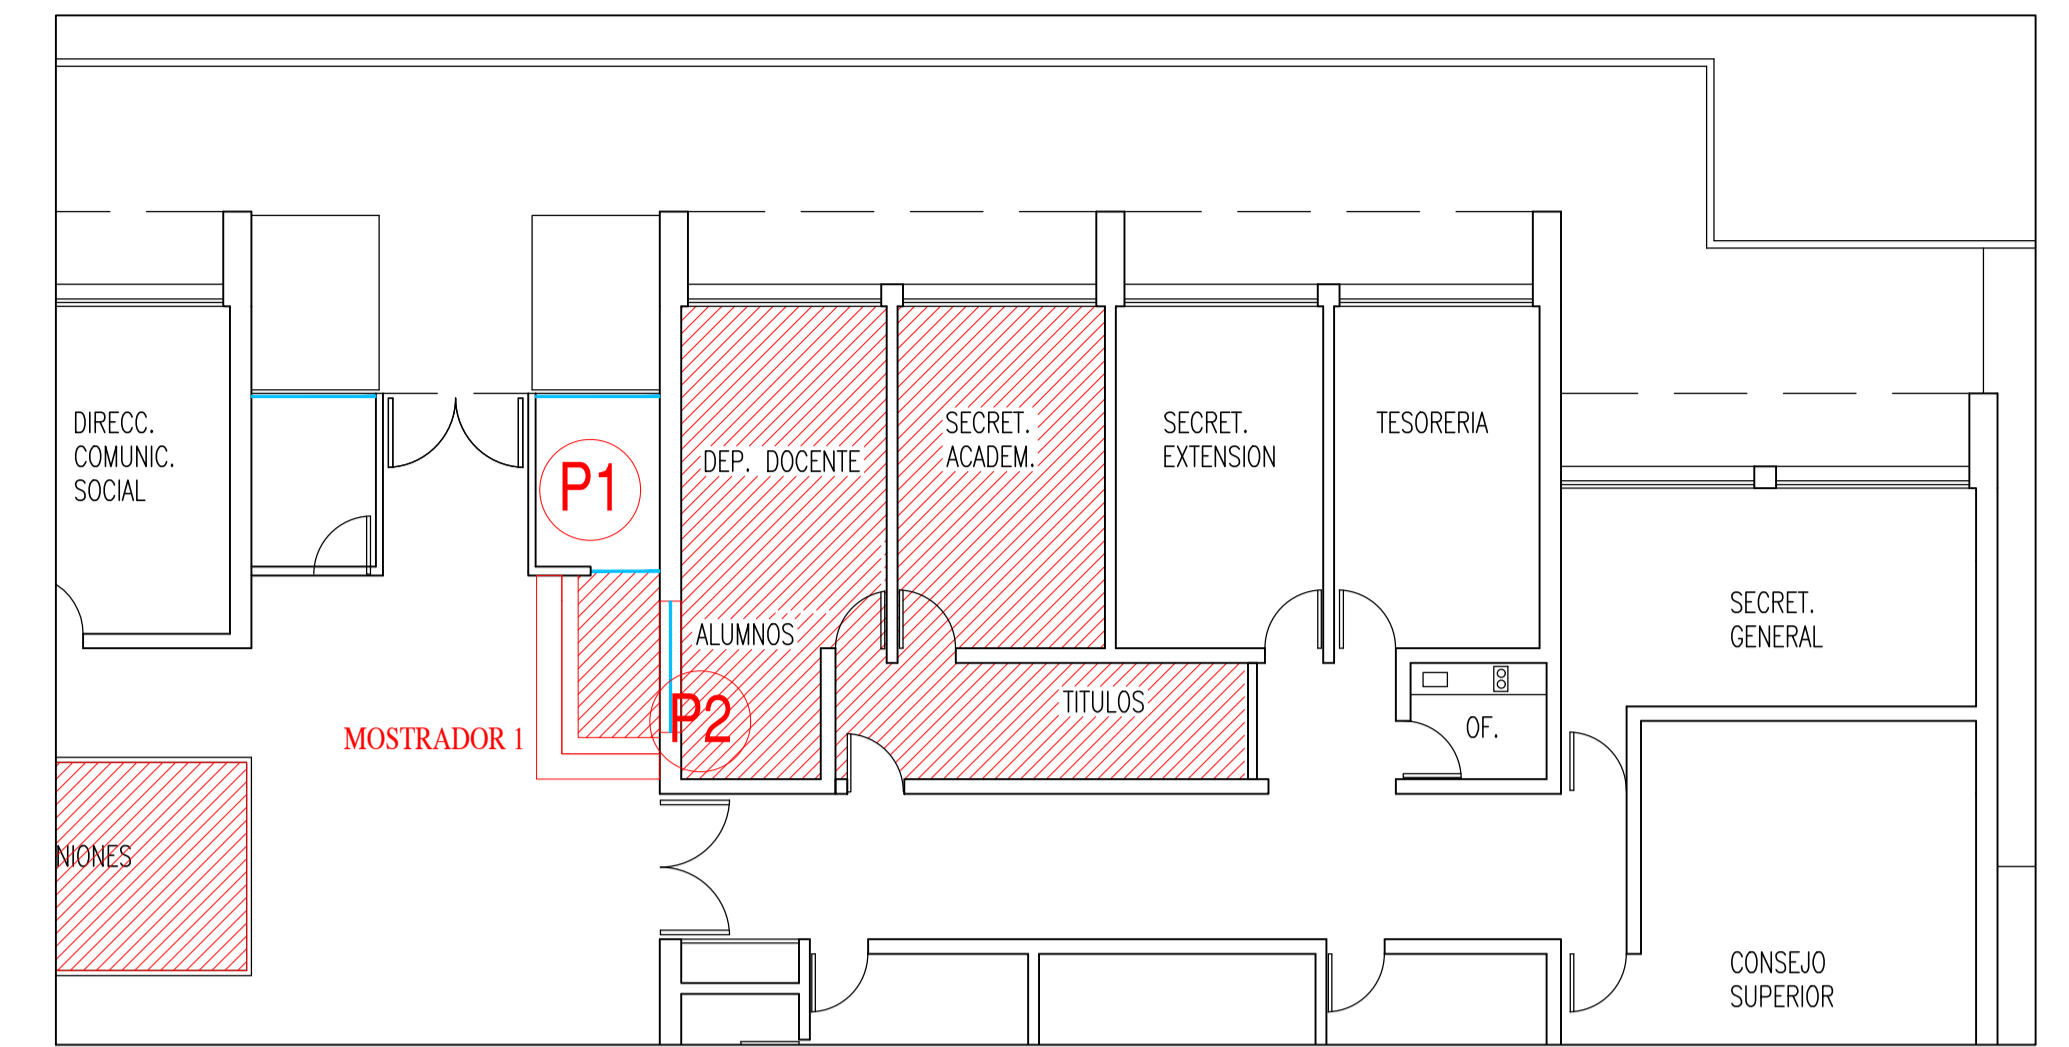 DIRECC.
COMUNIC.
SOCIAL
P1
DEP. DOCENTE
SECRET.
ACADEM.
SECRET.
EXTENSION
TESORERIA
SECRET.
GENERAL
ALUMNOS
TITULOS
P2
OF.
MOSTRADOR 1
NIONES
CONSEJO
SUPERIOR